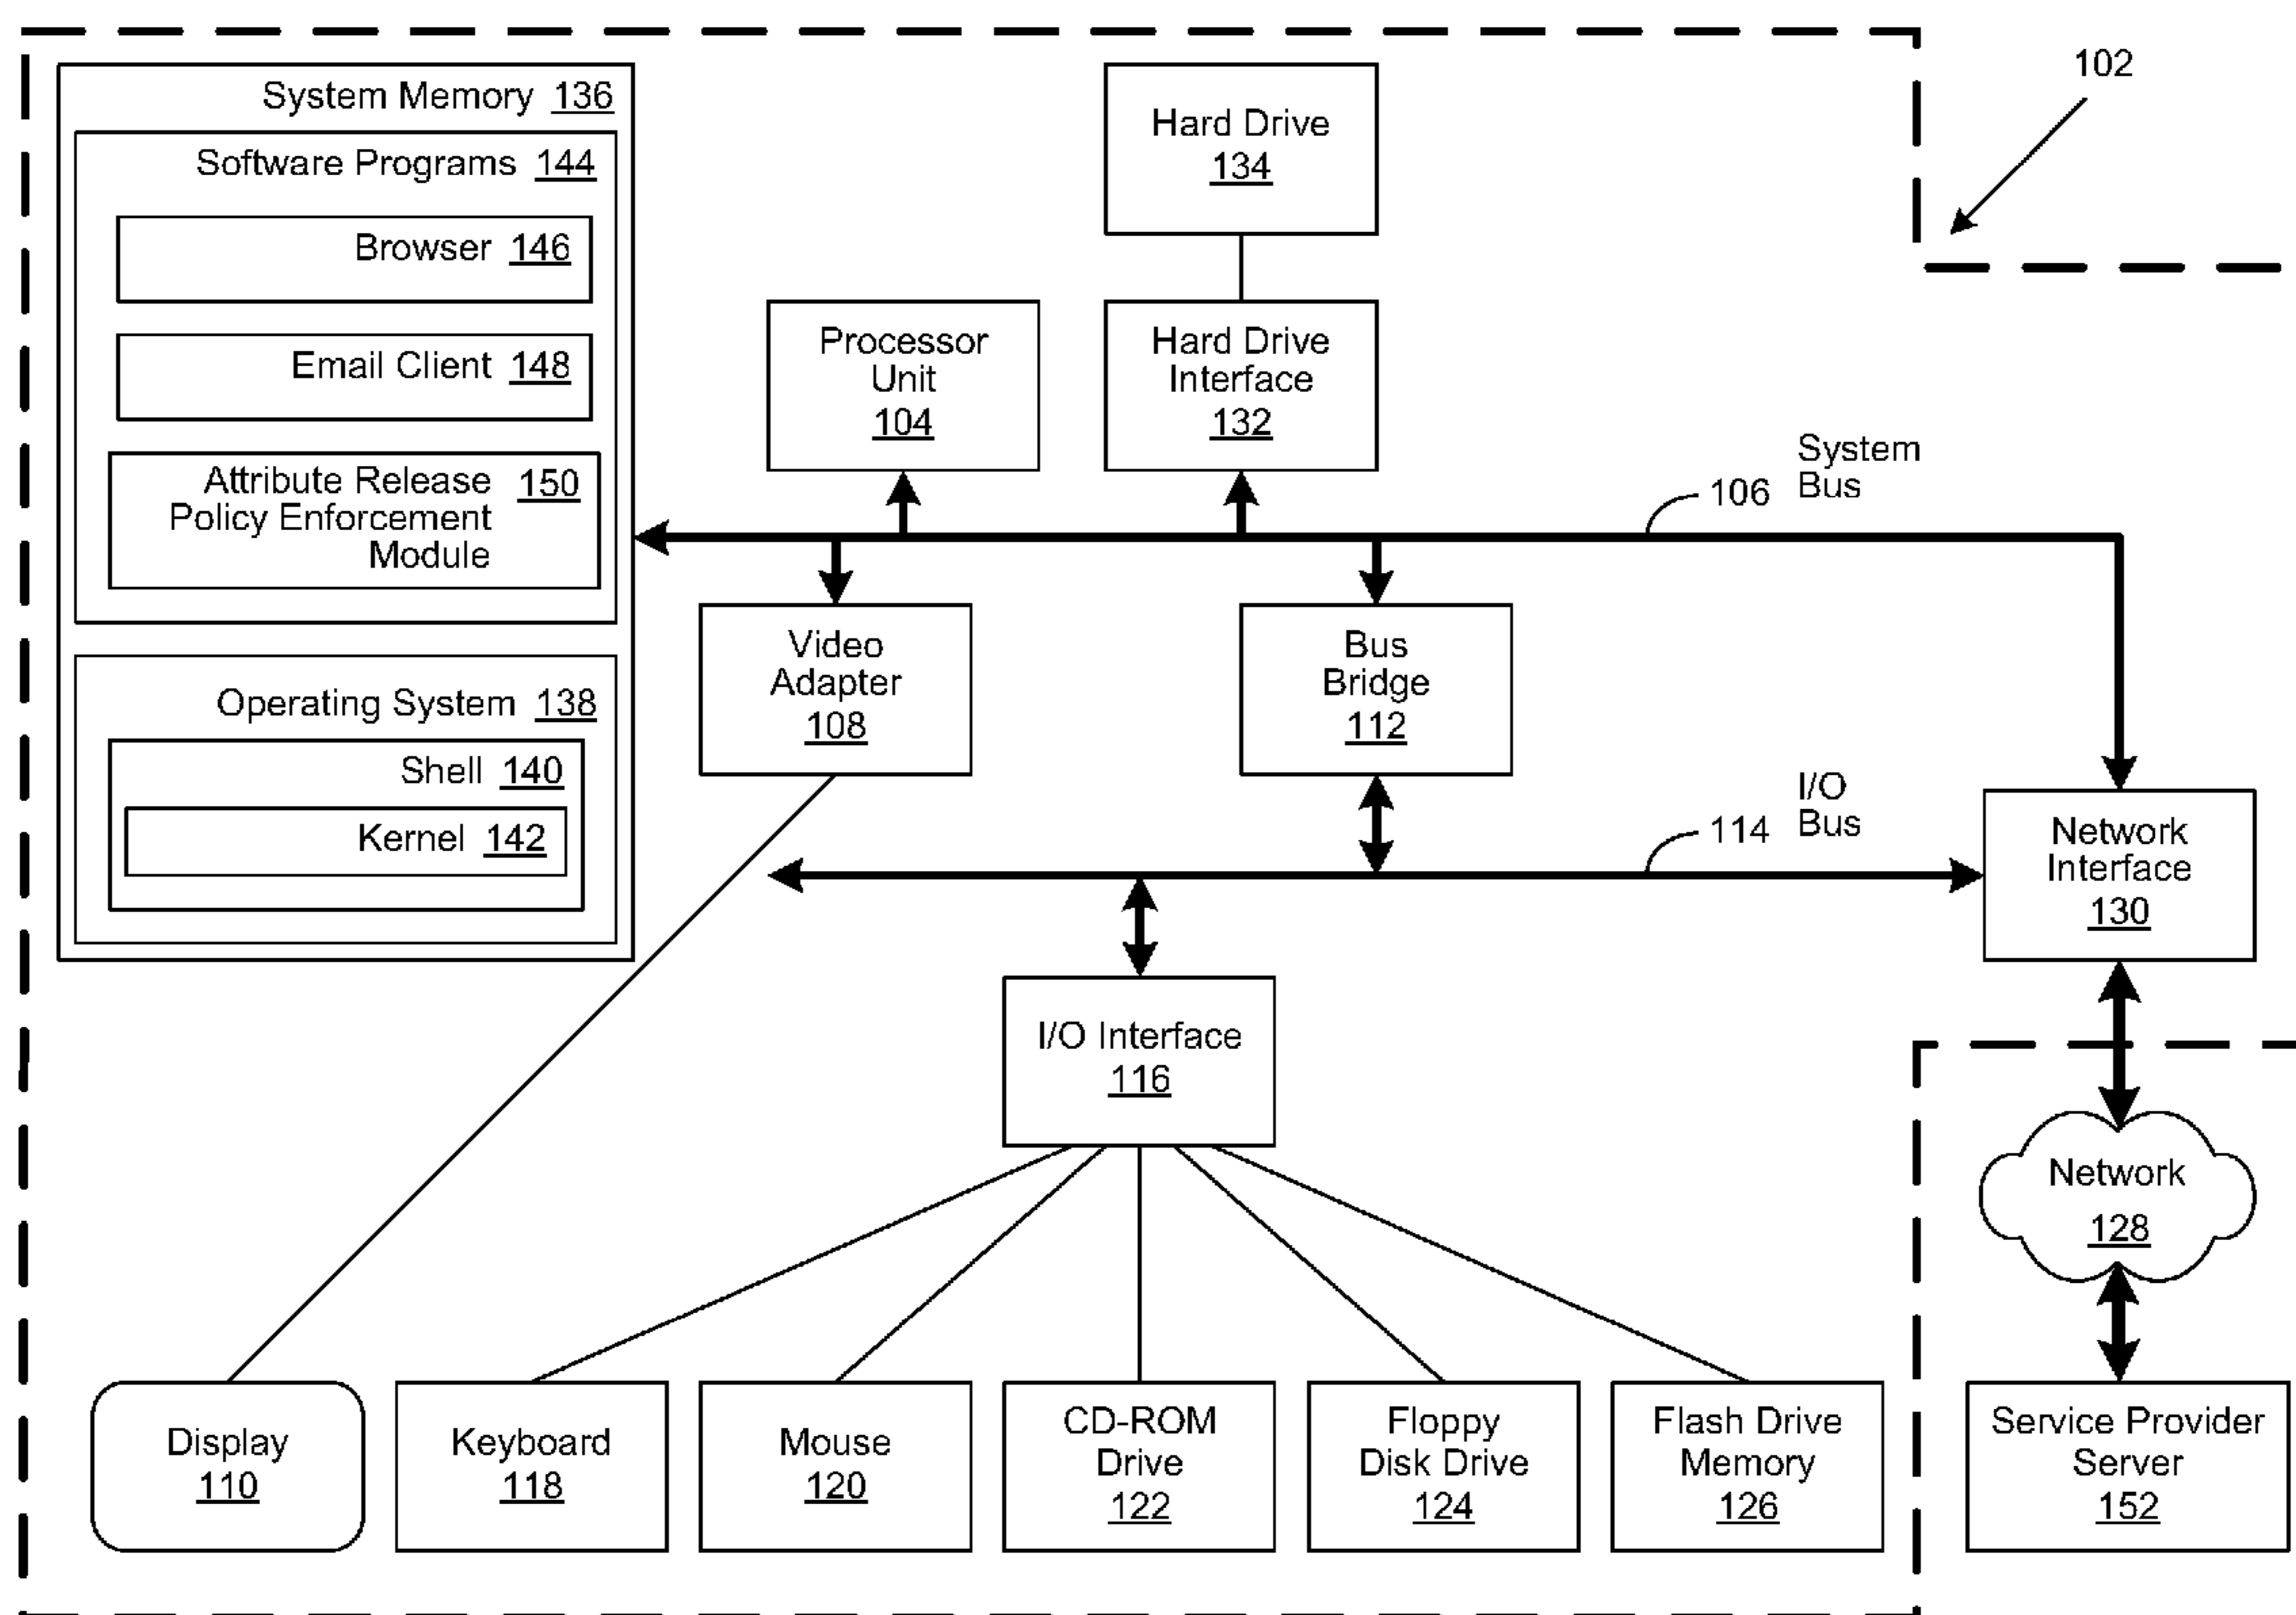 102
System Memory 136
Software Programs 144
Browser 146
Email Client 148
Attribute Release 150
Policy Enforcement
Module
Operating System 138
Shell 140
Kernel 142
Hard Drive
134
Processor
Unit
104
Hard Drive
Interface
132
System
Bus
106
Video
Adapter
108
Bus
Bridge
112
I/O
Bus
114
Network
Interface
130
I/O Interface
116
Network
128
Display
110
Keyboard
118
Mouse
120
CD-ROM
Drive
122
Floppy
Disk Drive
124
Flash Drive
Memory
126
Service Provider
Server
152